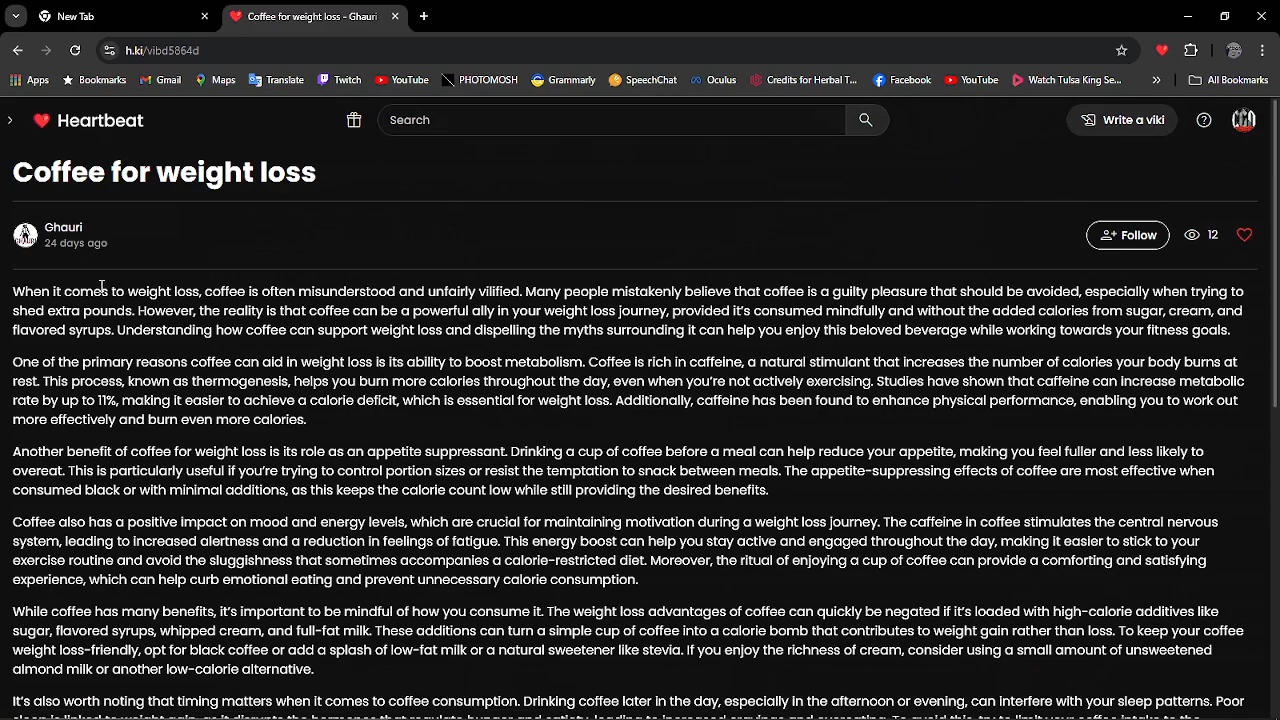 New Tab
Coffee for weight loss - Ghauri
h.ki/vibd5864d
Apps
Bookmarks
Gmail
Maps
Translate
Twitch
YouTube
PHOTOMOSH
Grammarly
SpeechChat
Oculus
Credits for Herbal T...
Facebook
YouTube
Watch Tulsa King Se...
All Bookmarks
Heartbeat
Search
Write a viki
Coffee for weight loss
Ghauri
24 days ago
Follow
12
When it comes to weight loss, coffee is often misunderstood and unfairly vilified. Many people mistakenly believe that coffee is a guilty pleasure that should be avoided, especially when trying to
shed extra pounds. However, the reality is that coffee can be a powerful ally in your weight loss journey, provided it's consumed mindfully and without the added calories from sugar, cream, and
flavored syrups. Understanding how coffee can support weight loss and dispelling the myths surrounding it can help you enjoy this beloved beverage while working towards your fitness goals.
One of the primary reasons coffee can aid in weight loss is its ability to boost metabolism. Coffee is rich in caffeine, a natural stimulant that increases the number of calories your body burns at
rest. This process, known as thermogenesis, helps you burn more calories throughout the day, even when you're not actively exercising. Studies have shown that caffeine can increase metabolic
rate by up to 11%, making it easier to achieve a calorie deficit, which is essential for weight loss. Additionally, caffeine has been found to enhance physical performance, enabling you to work out
more effectively and burn even more calories.
Another benefit of coffee for weight loss is its role as an appetite suppressant. Drinking a cup of coffee before a meal can help reduce your appetite, making you feel fuller and less likely to
overeat. This is particularly useful if you're trying to control portion sizes or resist the temptation to snack between meals. The appetite-suppressing effects of coffee are most effective when
consumed black or with minimal additions, as this keeps the calorie count low while still providing the desired benefits.
Coffee also has a positive impact on mood and energy levels, which are crucial for maintaining motivation during a weight loss journey. The caffeine in coffee stimulates the central nervous
system, leading to increased alertness and a reduction in feelings of fatigue. This energy boost can help you stay active and engaged throughout the day, making it easier to stick to your
exercise routine and avoid the sluggishness that sometimes accompanies a calorie-restricted diet. Moreover, the ritual of enjoying a cup of coffee can provide a comforting and satisfying
experience, which can help curb emotional eating and prevent unnecessary calorie consumption.
While coffee has many benefits, it's important to be mindful of how you consume it. The weight loss advantages of coffee can quickly be negated if it's loaded with high-calorie additives like
sugar, flavored syrups, whipped cream, and full-fat milk. These additions can turn a simple cup of coffee into a calorie bomb that contributes to weight gain rather than loss. To keep your coffee
weight loss-friendly, opt for black coffee or add a splash of low-fat milk or a natural sweetener like stevia. If you enjoy the richness of cream, consider using a small amount of unsweetened
almond milk or another low-calorie alternative.
It's also worth noting that timing matters when it comes to coffee consumption. Drinking coffee later in the day, especially in the afternoon or evening, can interfere with your sleep patterns. Poor